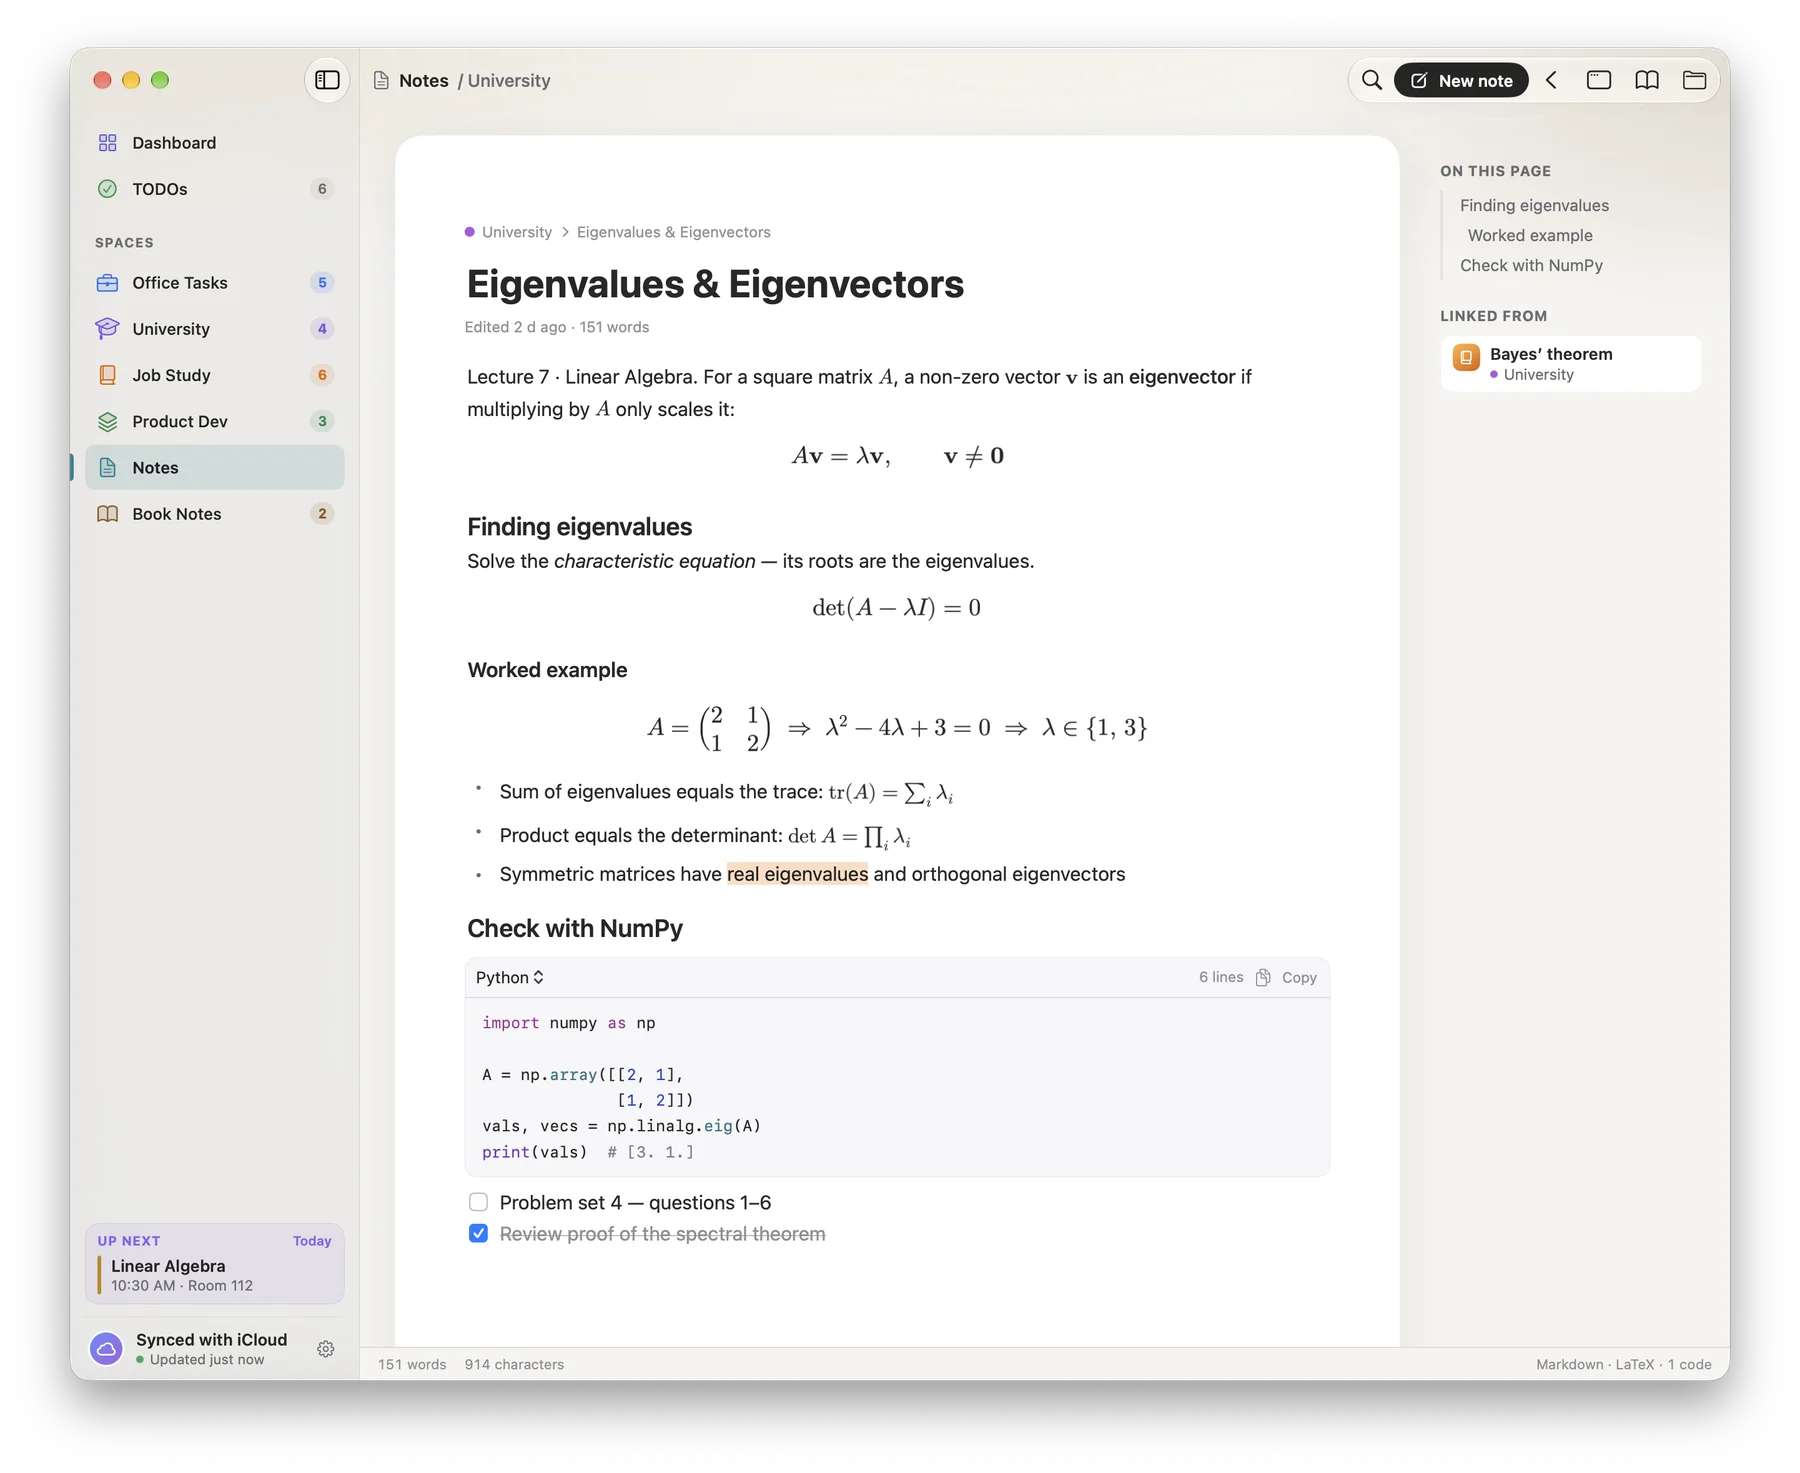 Notes / University
New note
Dashboard
TODOs 6
SPACES
Office Tasks 5
University 4
Job Study 6
Product Dev 3
Notes
Book Notes 2
UP NEXT Today
Linear Algebra
10:30 AM · Room 112
Synced with iCloud
Updated just now
University > Eigenvalues & Eigenvectors
Eigenvalues & Eigenvectors
Edited 2 d ago · 151 words
Lecture 7 · Linear Algebra. For a square matrix A, a non-zero vector v is an eigenvector if
multiplying by A only scales it:
Av = λv, v ≠ 0
Finding eigenvalues
Solve the characteristic equation — its roots are the eigenvalues.
det(A − λI) = 0
Worked example
A = (2 1 
1 2) ⇒ λ² − 4λ + 3 = 0 ⇒ λ ∈ {1, 3}
• Sum of eigenvalues equals the trace: tr(A) = ∑ᵢ λᵢ
• Product equals the determinant: det A = ∏ᵢ λᵢ
• Symmetric matrices have real eigenvalues and orthogonal eigenvectors
Check with NumPy
Python 6 lines Copy
import numpy as np
A = np.array([[2, 1],
[1, 2]])
vals, vecs = np.linalg.eig(A)
print(vals) # [3. 1.]
Problem set 4 — questions 1–6
Review proof of the spectral theorem
ON THIS PAGE
Finding eigenvalues
Worked example
Check with NumPy
LINKED FROM
Bayes’ theorem
University
151 words 914 characters
Markdown · LaTeX · 1 code